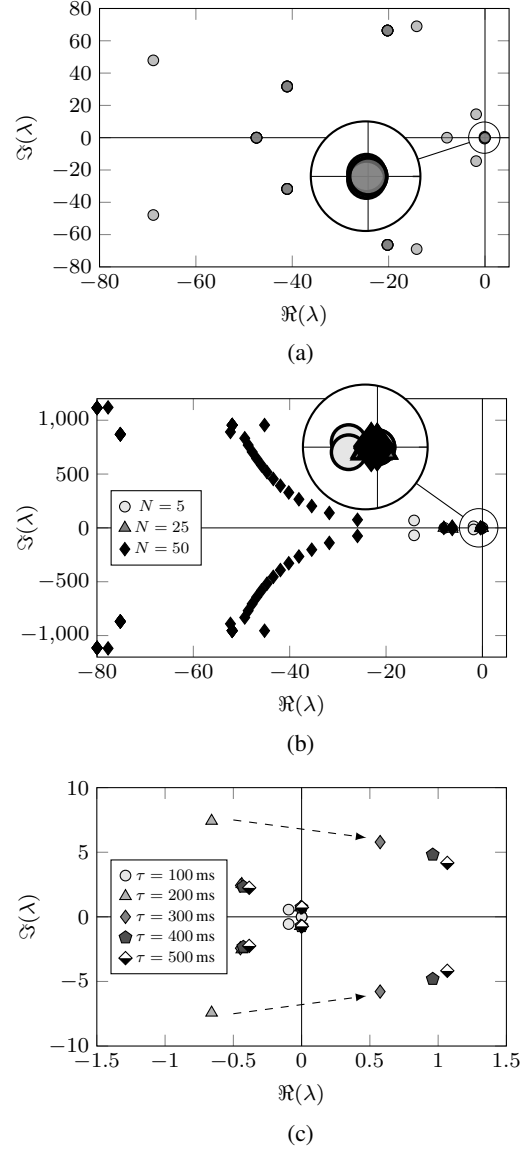 80
60
40
20
0
−20
−40
−60
−80
ℑ(λ)
−80 −60 −40 −20 0
ℜ(λ)
(a)
1,000
500
0
−500
−1,000
ℑ(λ)
N = 5
N = 25
N = 50
−80 −60 −40 −20 0
ℜ(λ)
(b)
10
5
0
−5
−10
ℑ(λ)
τ = 100 ms
τ = 200 ms
τ = 300 ms
τ = 400 ms
τ = 500 ms
−1.5 −1 −0.5 0 0.5 1 1.5
ℜ(λ)
(c)